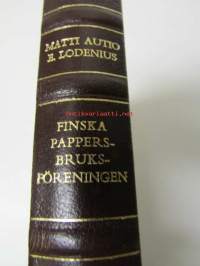 MATTI AUTIO
E. LODENIUS
FINSKA
PAPPERS-
BRUKS-
FÖRENINGEN